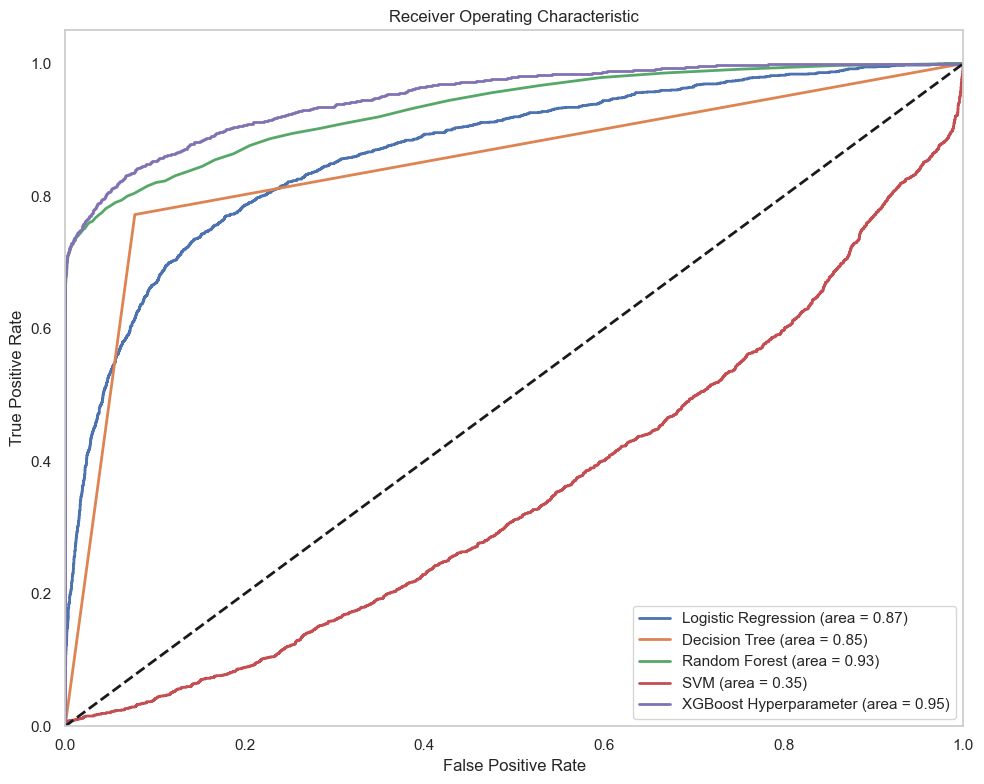 Receiver Operating Characteristic
True Positive Rate
1.0
0.8
0.6
0.4
0.2
0.0
Logistic Regression (area = 0.87)
Decision Tree (area = 0.85)
Random Forest (area = 0.93)
SVM (area = 0.35)
XGBoost Hyperparameter (area = 0.95)
0.0 0.2 0.4 0.6 0.8 1.0
False Positive Rate